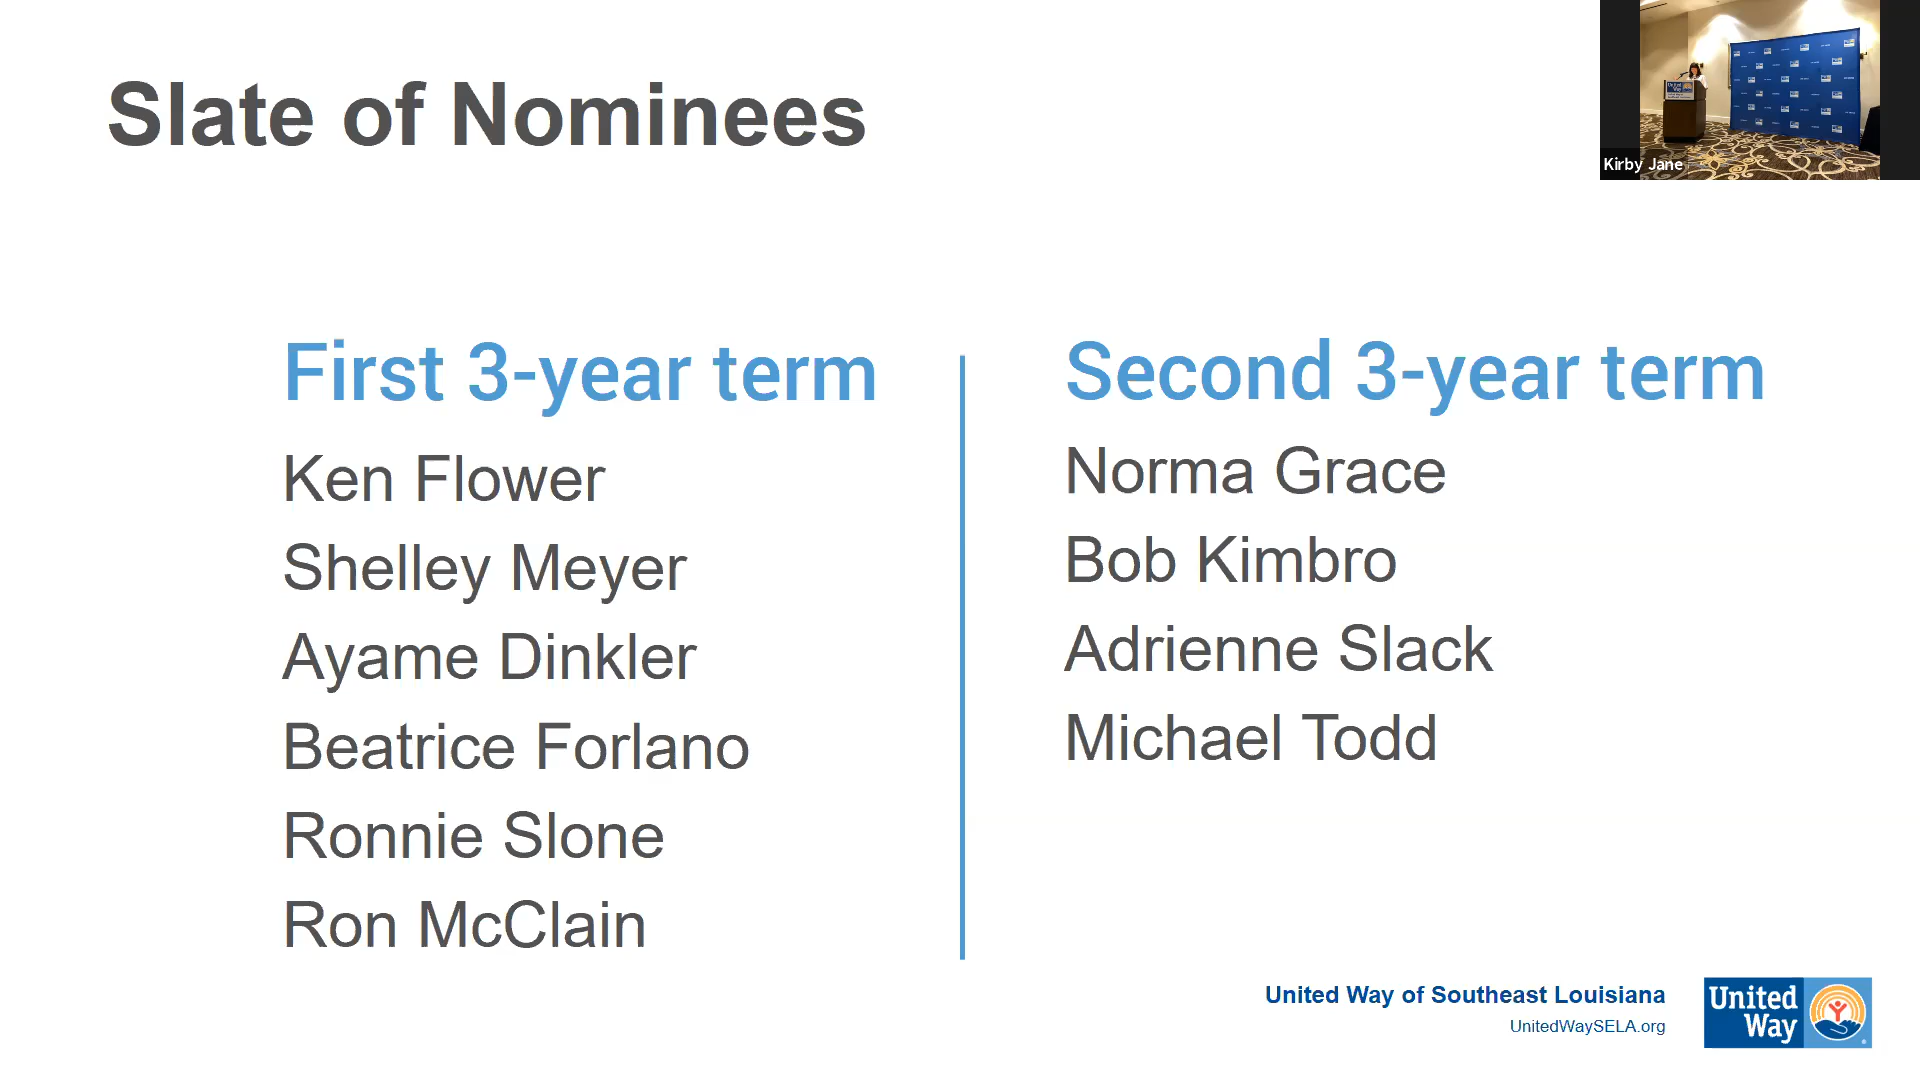 Slate of Nominees
Kirby Jane
First 3-year term
Ken Flower
Shelley Meyer
Ayame Dinkler
Beatrice Forlano
Ronnie Slone
Ron McClain
Second 3-year term
Norma Grace
Bob Kimbro
Adrienne Slack
Michael Todd
United Way of Southeast Louisiana
UnitedWaySELA.org
United
Way